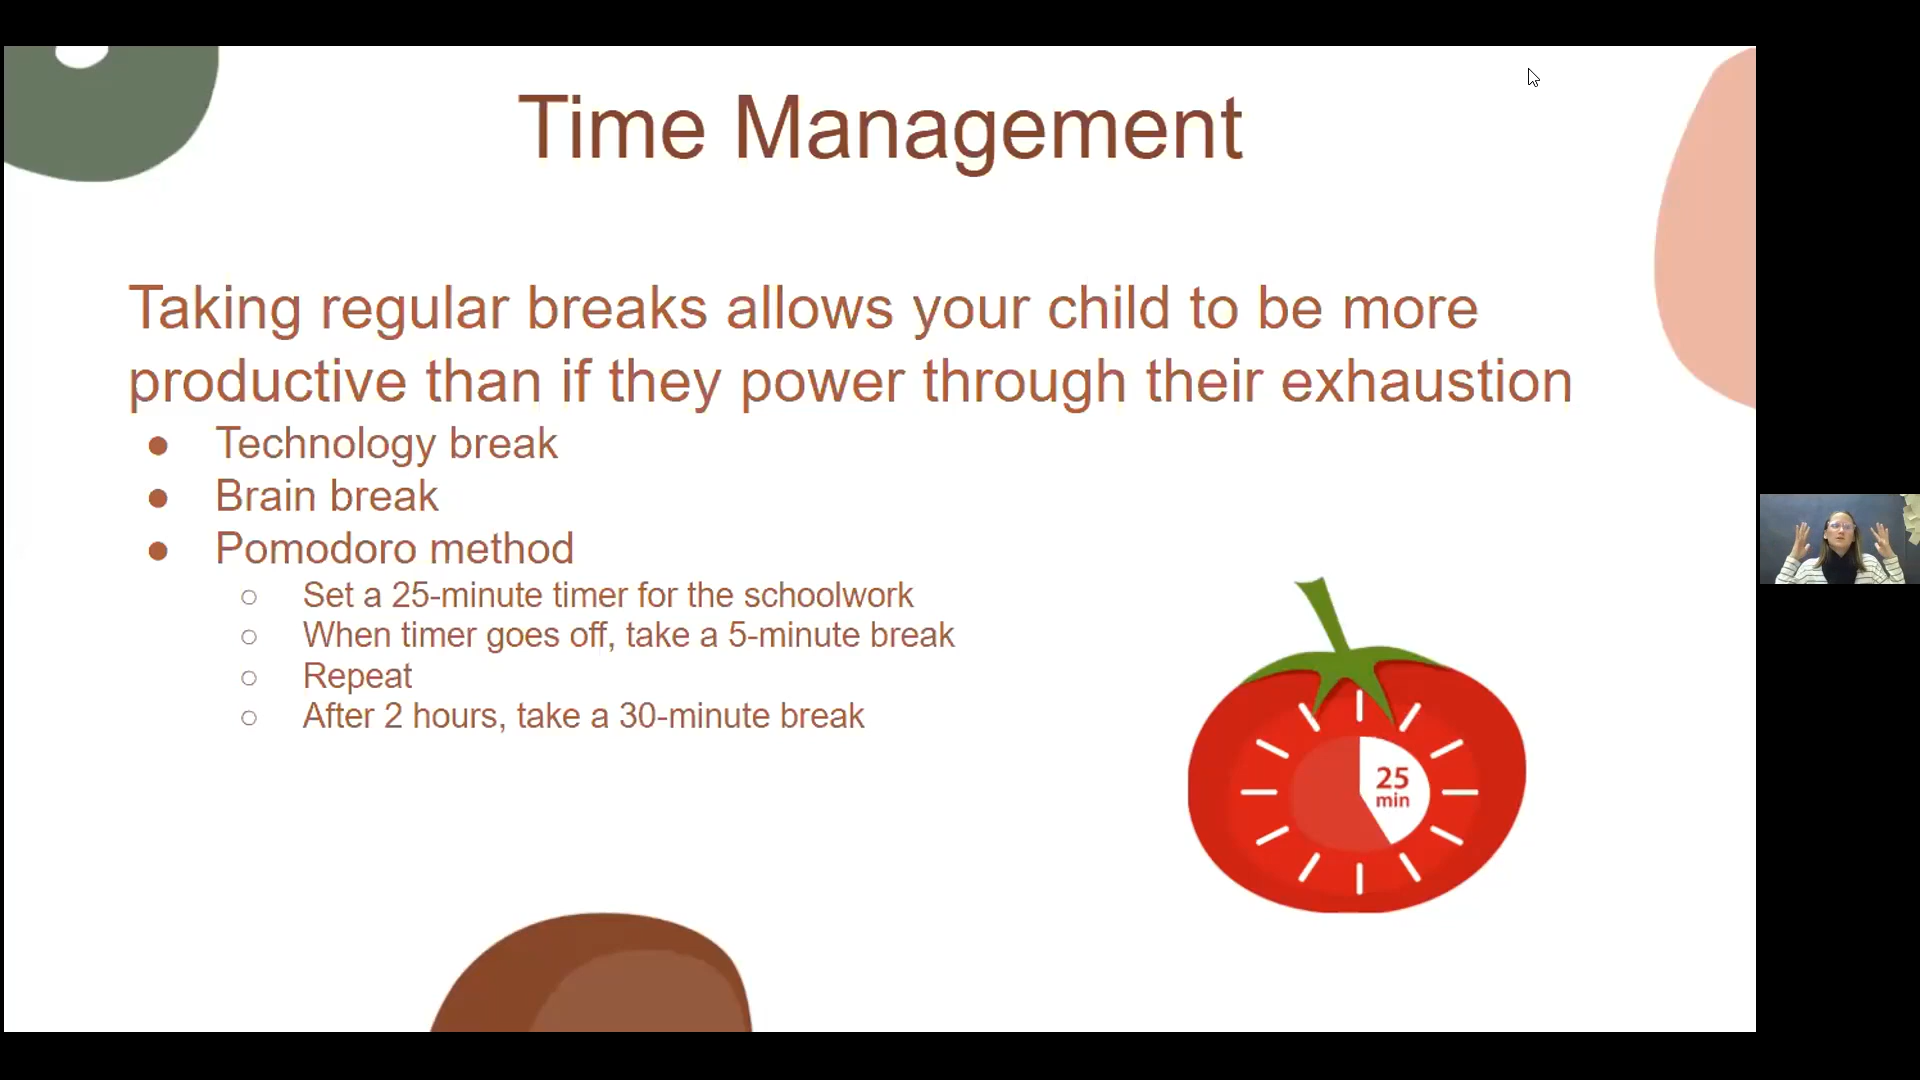 Time Management
Taking regular breaks allows your child to be more
productive than if they power through their exhaustion
● Technology break
● Brain break
● Pomodoro method
○ Set a 25-minute timer for the schoolwork
○ When timer goes off, take a 5-minute break
○ Repeat
○ After 2 hours, take a 30-minute break
25
min